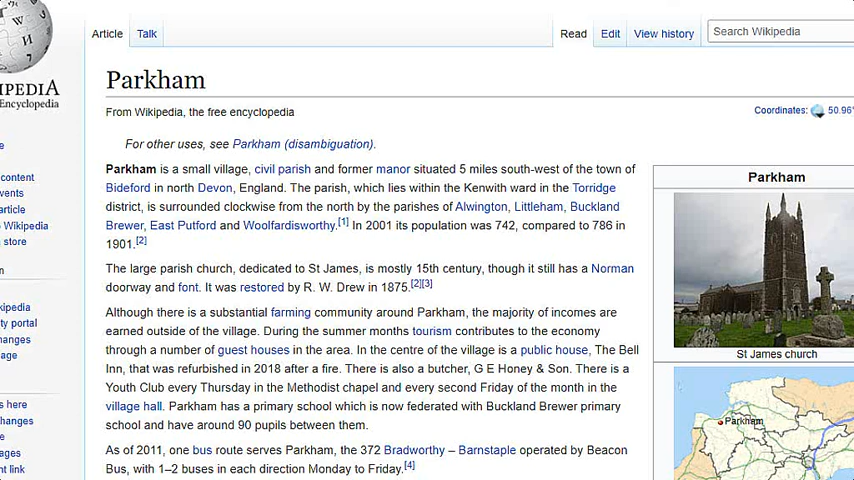 Article Talk Read Edit View history Search Wikipedia
Parkham
From Wikipedia, the free encyclopedia
Coordinates: 50.96°
For other uses, see Parkham (disambiguation).
Parkham is a small village, civil parish and former manor situated 5 miles south-west of the town of
Bideford in north Devon, England. The parish, which lies within the Kenwith ward in the Torridge
district, is surrounded clockwise from the north by the parishes of Alwington, Littleham, Buckland
Brewer, East Putford and Woolfardisworthy.[1] In 2001 its population was 742, compared to 786 in
1901.[2]
The large parish church, dedicated to St James, is mostly 15th century, though it still has a Norman
doorway and font. It was restored by R. W. Drew in 1875.[2][3]
Although there is a substantial farming community around Parkham, the majority of incomes are
earned outside of the village. During the summer months tourism contributes to the economy
through a number of guest houses in the area. In the centre of the village is a public house, The Bell
Inn, that was refurbished in 2018 after a fire. There is also a butcher, G E Honey & Son. There is a
Youth Club every Thursday in the Methodist chapel and every second Friday of the month in the
village hall. Parkham has a primary school which is now federated with Buckland Brewer primary
school and have around 90 pupils between them.
As of 2011, one bus route serves Parkham, the 372 Bradworthy – Barnstaple operated by Beacon
Bus, with 1–2 buses in each direction Monday to Friday.[4]
Parkham
St James church
Parkham
IPEDIA
Encyclopedia
content
vents
article
Wikipedia
store
kipedia
ty portal
hanges
age
s here
changes
e
ages
nt link